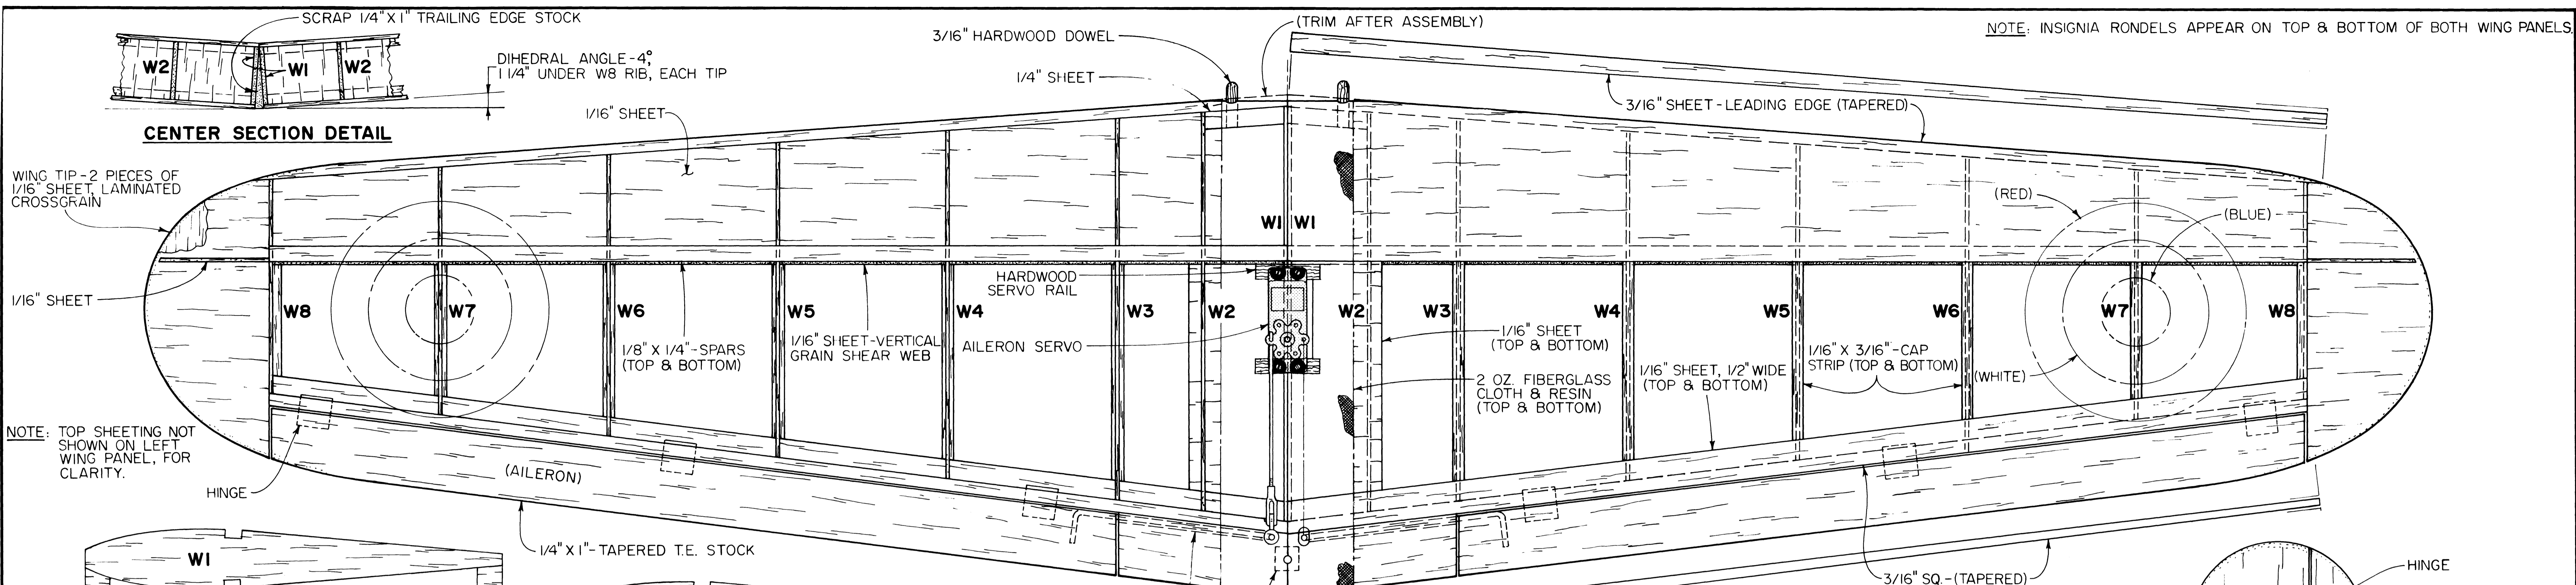 SCRAP 1/4" X 1" TRAILING EDGE STOCK
W2
W1
W2
DIHEDRAL ANGLE-4°,
1 1/4" UNDER W8 RIB, EACH TIP
CENTER SECTION DETAIL
(TRIM AFTER ASSEMBLY)
3/16" HARDWOOD DOWEL
1/4" SHEET
NOTE: INSIGNIA RONDELS APPEAR ON TOP & BOTTOM OF BOTH WING PANELS.
1/16" SHEET
3/16" SHEET-LEADING EDGE (TAPERED)
WING TIP-2 PIECES OF
1/16" SHEET, LAMINATED
CROSSGRAIN
(RED)
(BLUE)
W1
W1
HARDWOOD
SERVO RAIL
1/16" SHEET
W8
W7
W6
W5
W4
W3
W2
W2
W3
W4
W5
W6
W7
W8
1/8" X 1/4"-SPARS
(TOP & BOTTOM)
1/16" SHEET-VERTICAL
GRAIN SHEAR WEB
AILERON SERVO
1/16" SHEET
(TOP & BOTTOM)
2 OZ. FIBERGLASS
CLOTH & RESIN
(TOP & BOTTOM)
1/16" SHEET, 1/2" WIDE
(TOP & BOTTOM)
1/16" X 3/16"-CAP
STRIP (TOP & BOTTOM)
(WHITE)
NOTE: TOP SHEETING NOT
SHOWN ON LEFT
WING PANEL, FOR
CLARITY.
HINGE
(AILERON)
1/4" X 1"-TAPERED T.E. STOCK
W1
HINGE
3/16" SQ.-(TAPERED)